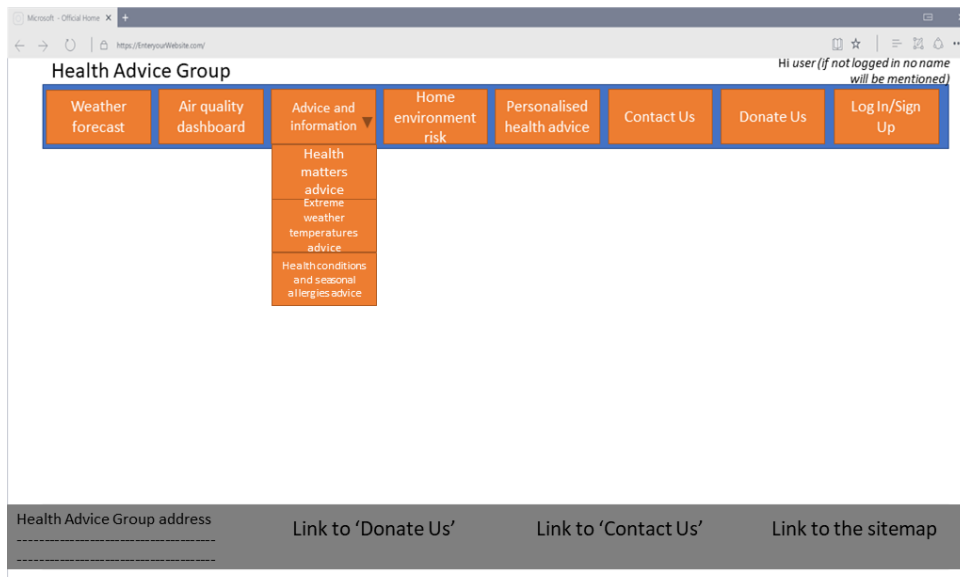 Microsoft - Official Home
https://EnteryourWebsite.com/
Health Advice Group
Hi user (if not logged in no name
will be mentioned)
Weather
forecast
Air quality
dashboard
Advice and
information
Home
environment
risk
Personalised
health advice
Contact Us
Donate Us
Log In/Sign
Up
Health
matters
advice
Extreme
weather
temperatures
advice
Health conditions
and seasonal
allergies advice
Health Advice Group address
----------------------------------------
----------------------------------------
Link to ‘Donate Us’
Link to ‘Contact Us’
Link to the sitemap